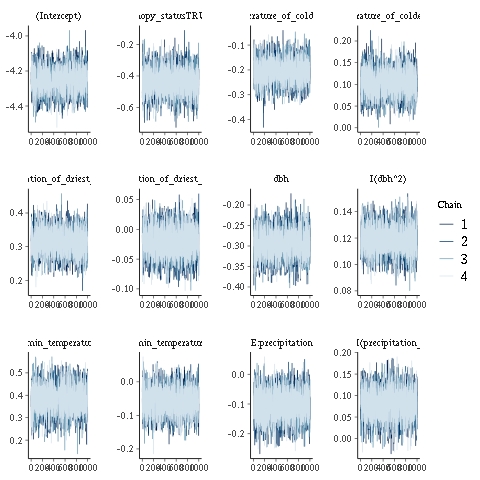 (Intercept) opy_statusTRU rature_of_cold rature_of_colde
-4.0 -4.2 -4.4
-0.2 -0.4 -0.6
-0.1 -0.2 -0.3 -0.4
0.20 0.15 0.10 0.05 0.00
tion_of_driest_ tion_of_driest_ dbh I(dbh^2)
0.4 0.3 0.2
0.05 0.00 -0.05 -0.10
-0.20 -0.25 -0.30 -0.35 -0.40
0.14 0.12 0.10 0.08
Chain
1
2
3
4
min_temperatur nin_temperatur E:precipitation I(precipitation_
0.5 0.4 0.3 0.2
0.0 -0.1 -0.2
0.0 -0.1 -0.2
0.20 0.15 0.10 0.05 0.00